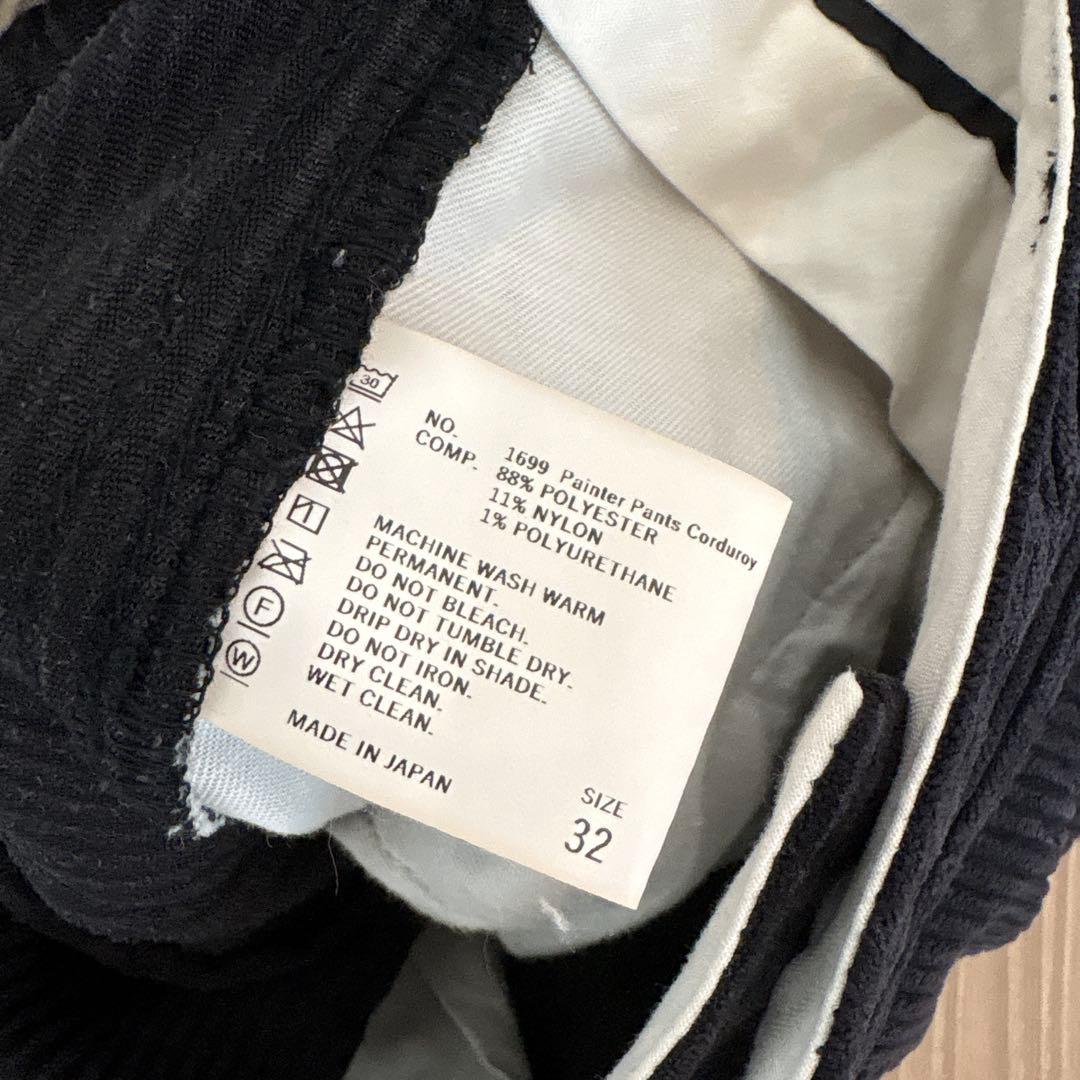 30
F
W
NO. 1699 Painter Pants Corduroy
COMP. 88% POLYESTER
11% NYLON
1% POLYURETHANE
MACHINE WASH WARM
PERMANENT.
DO NOT BLEACH.
DO NOT TUMBLE DRY.
DRIP DRY IN SHADE.
DO NOT IRON.
DRY CLEAN.
WET CLEAN.
MADE IN JAPAN
SIZE
32